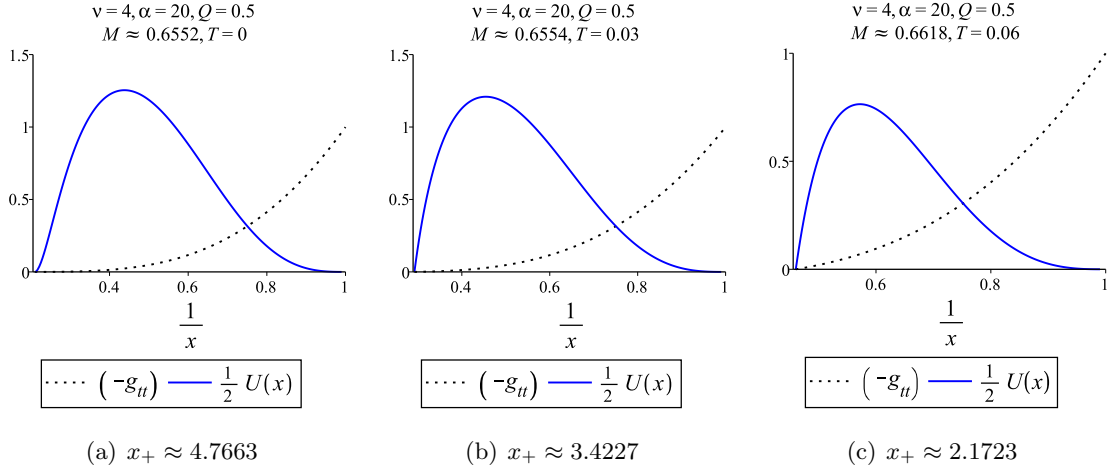 ν = 4, α = 20, Q = 0.5
M ≈ 0.6552, T = 0
1.5
1
0.5
0
0.4 0.6 0.8 1
1/x
(−g_tt) 1/2 U(x)
(a) x₊ ≈ 4.7663
ν = 4, α = 20, Q = 0.5
M ≈ 0.6554, T = 0.03
1.5
1
0.5
0
0.4 0.6 0.8 1
1/x
(−g_tt) 1/2 U(x)
(b) x₊ ≈ 3.4227
ν = 4, α = 20, Q = 0.5
M ≈ 0.6618, T = 0.06
1
0.5
0
0.6 0.8 1
1/x
(−g_tt) 1/2 U(x)
(c) x₊ ≈ 2.1723